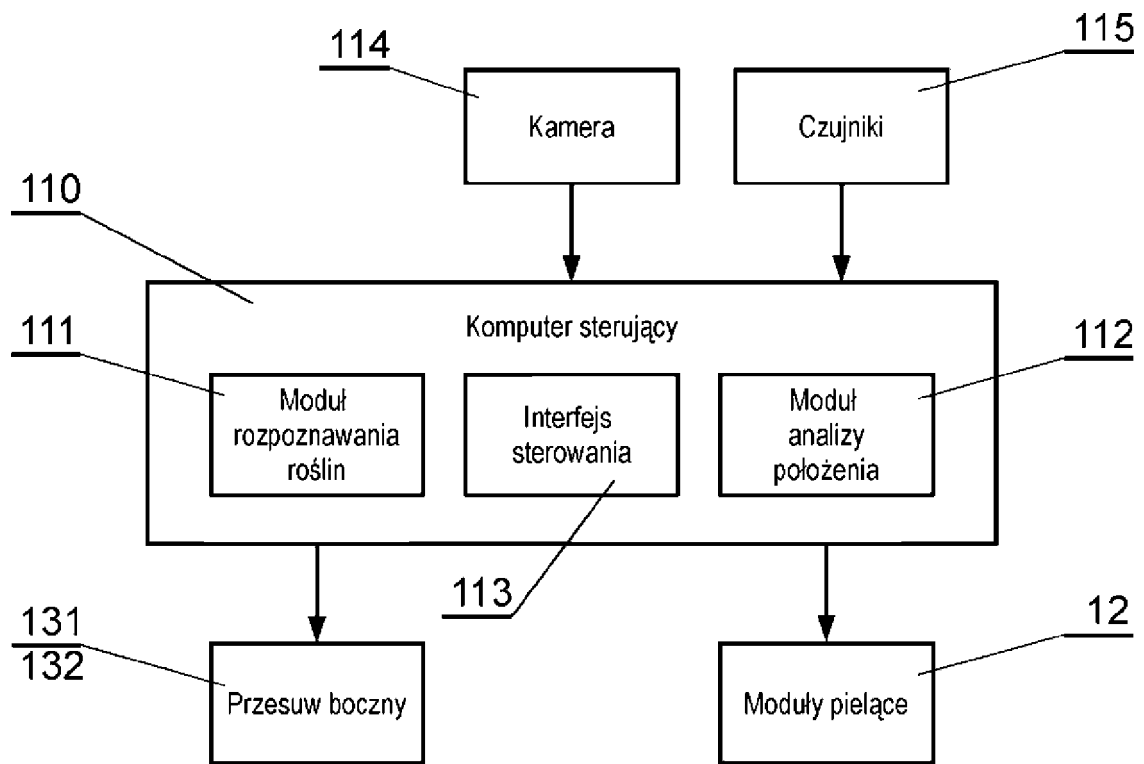 114
115
Kamera
Czujniki
110
Komputer sterujący
111
112
Moduł
rozpoznawania
roślin
Interfejs
sterowania
Moduł
analizy
położenia
113
131
132
12
Przesuw boczny
Moduły pielące